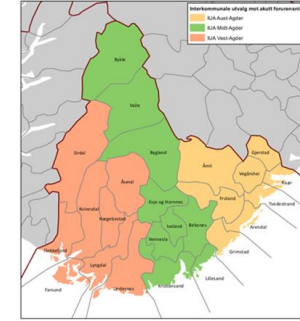 Interkommunale utvalg mot akutt forurensning
IUA Aust-Agder
IUA Midt-Agder
IUA Vest-Agder
Bykle
Valle
Sirdal
Bygland
Åmli
Gjerstad
Vegårshei
Risør
Åseral
Kvinesdal
Evje og Hornnes
Froland
Tvedestrand
Hægebostad
Iveland
Birkenes
Arendal
Vennesla
Grimstad
Flekkefjord
Lyngdal
Lillesand
Farsund
Lindesnes
Kristiansand